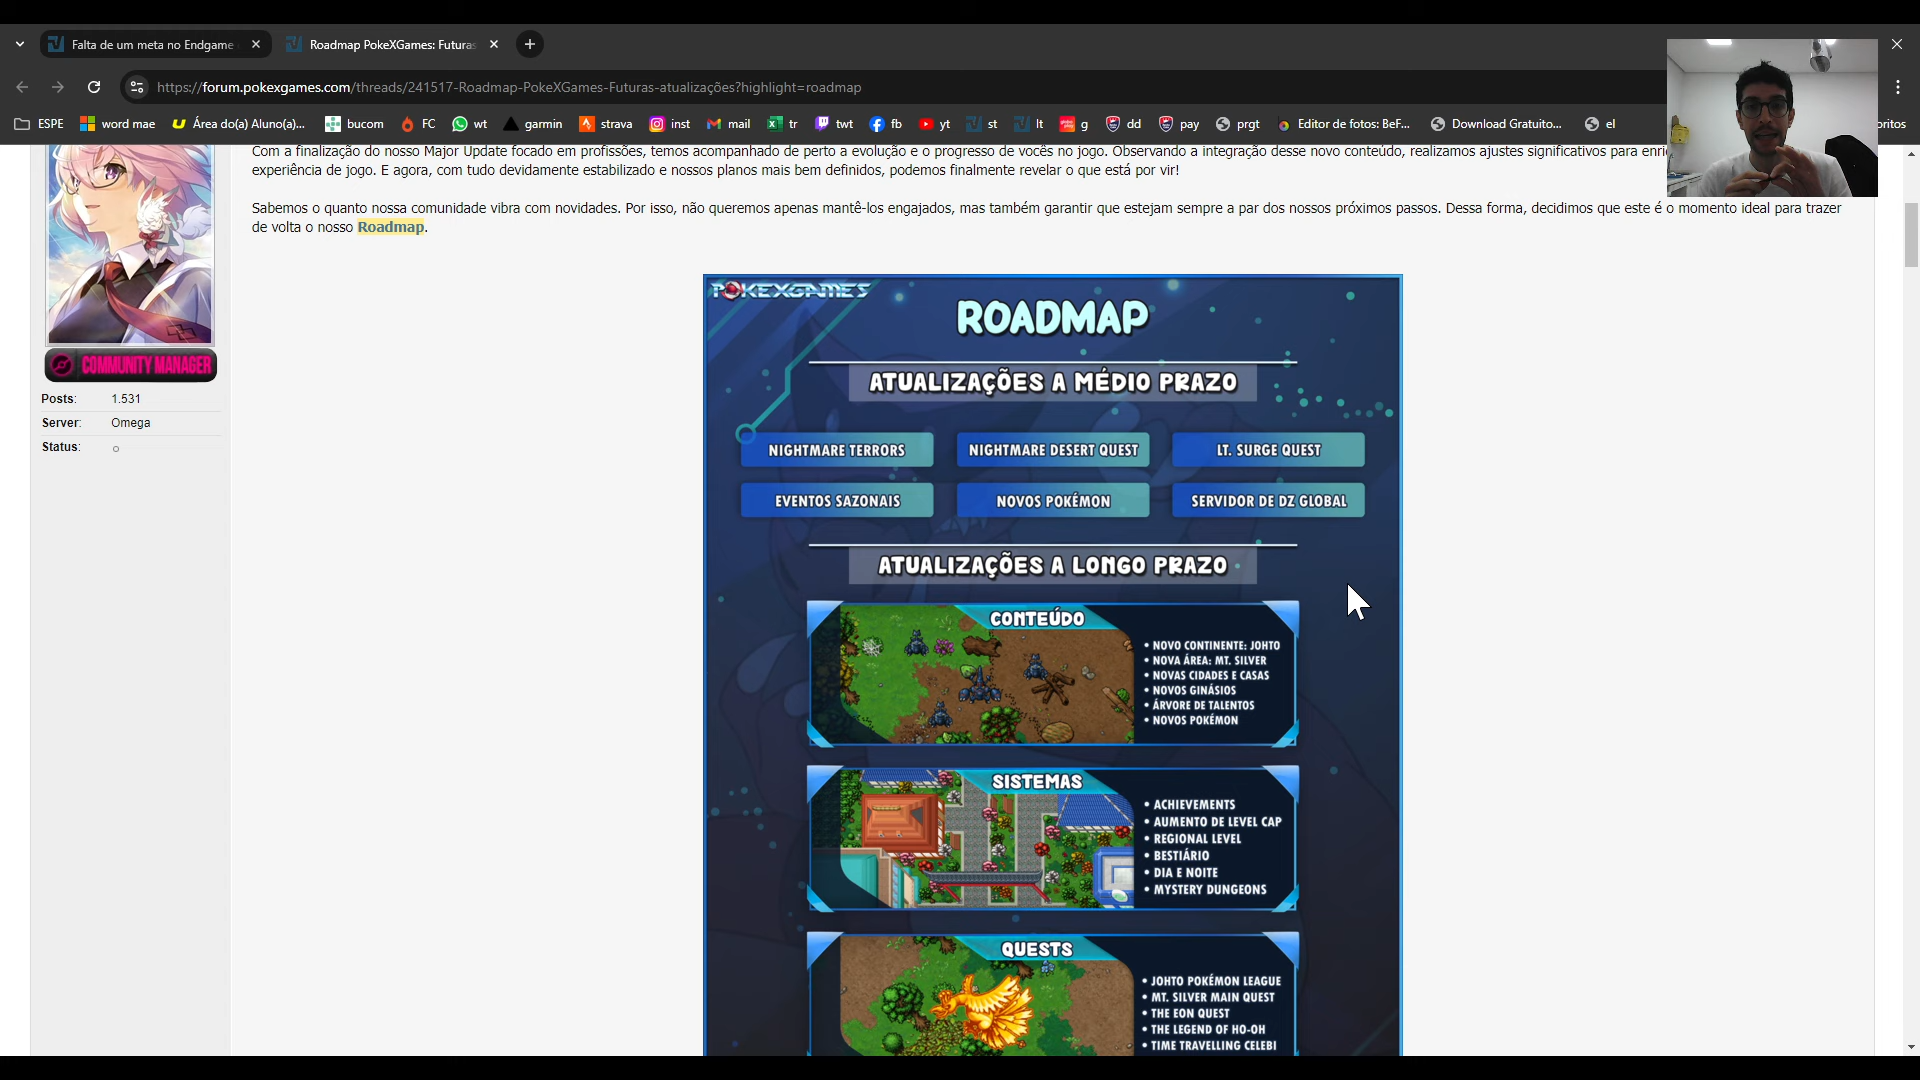 Falta de um meta no Endgame
Roadmap PokeXGames: Futuras
https://forum.pokexgames.com/threads/241517-Roadmap-PokeXGames-Futuras-atualizações?highlight=roadmap
ESPE word mae Área do(a) Aluno(a)... bucom FC wt garmin strava inst mail tr twt fb yt st lt g dd pay prgt Editor de fotos: BeF... Download Gratuito... el oritos
Com a finalização do nosso Major Update focado em profissões, temos acompanhado de perto a evolução e o progresso de vocês no jogo. Observando a integração desse novo conteúdo, realizamos ajustes significativos para enri
experiência de jogo. E agora, com tudo devidamente estabilizado e nossos planos mais bem definidos, podemos finalmente revelar o que está por vir!
Sabemos o quanto nossa comunidade vibra com novidades. Por isso, não queremos apenas mantê-los engajados, mas também garantir que estejam sempre a par dos nossos próximos passos. Dessa forma, decidimos que este é o momento ideal para trazer
de volta o nosso Roadmap.
COMMUNITY MANAGER
Posts: 1.531
Server: Omega
Status:
POKEXGAMES
ROADMAP
ATUALIZAÇÕES A MÉDIO PRAZO
NIGHTMARE TERRORS NIGHTMARE DESERT QUEST LT. SURGE QUEST
EVENTOS SAZONAIS NOVOS POKÉMON SERVIDOR DE DZ GLOBAL
ATUALIZAÇÕES A LONGO PRAZO
CONTEÚDO
• NOVO CONTINENTE: JOHTO
• NOVA ÁREA: MT. SILVER
• NOVAS CIDADES E CASAS
• NOVOS GINÁSIOS
• ÁRVORE DE TALENTOS
• NOVOS POKÉMON
SISTEMAS
• ACHIEVEMENTS
• AUMENTO DE LEVEL CAP
• REGIONAL LEVEL
• BESTIÁRIO
• DIA E NOITE
• MYSTERY DUNGEONS
QUESTS
• JOHTO POKÉMON LEAGUE
• MT. SILVER MAIN QUEST
• THE EON QUEST
• THE LEGEND OF HO-OH
• TIME TRAVELLING CELEBI